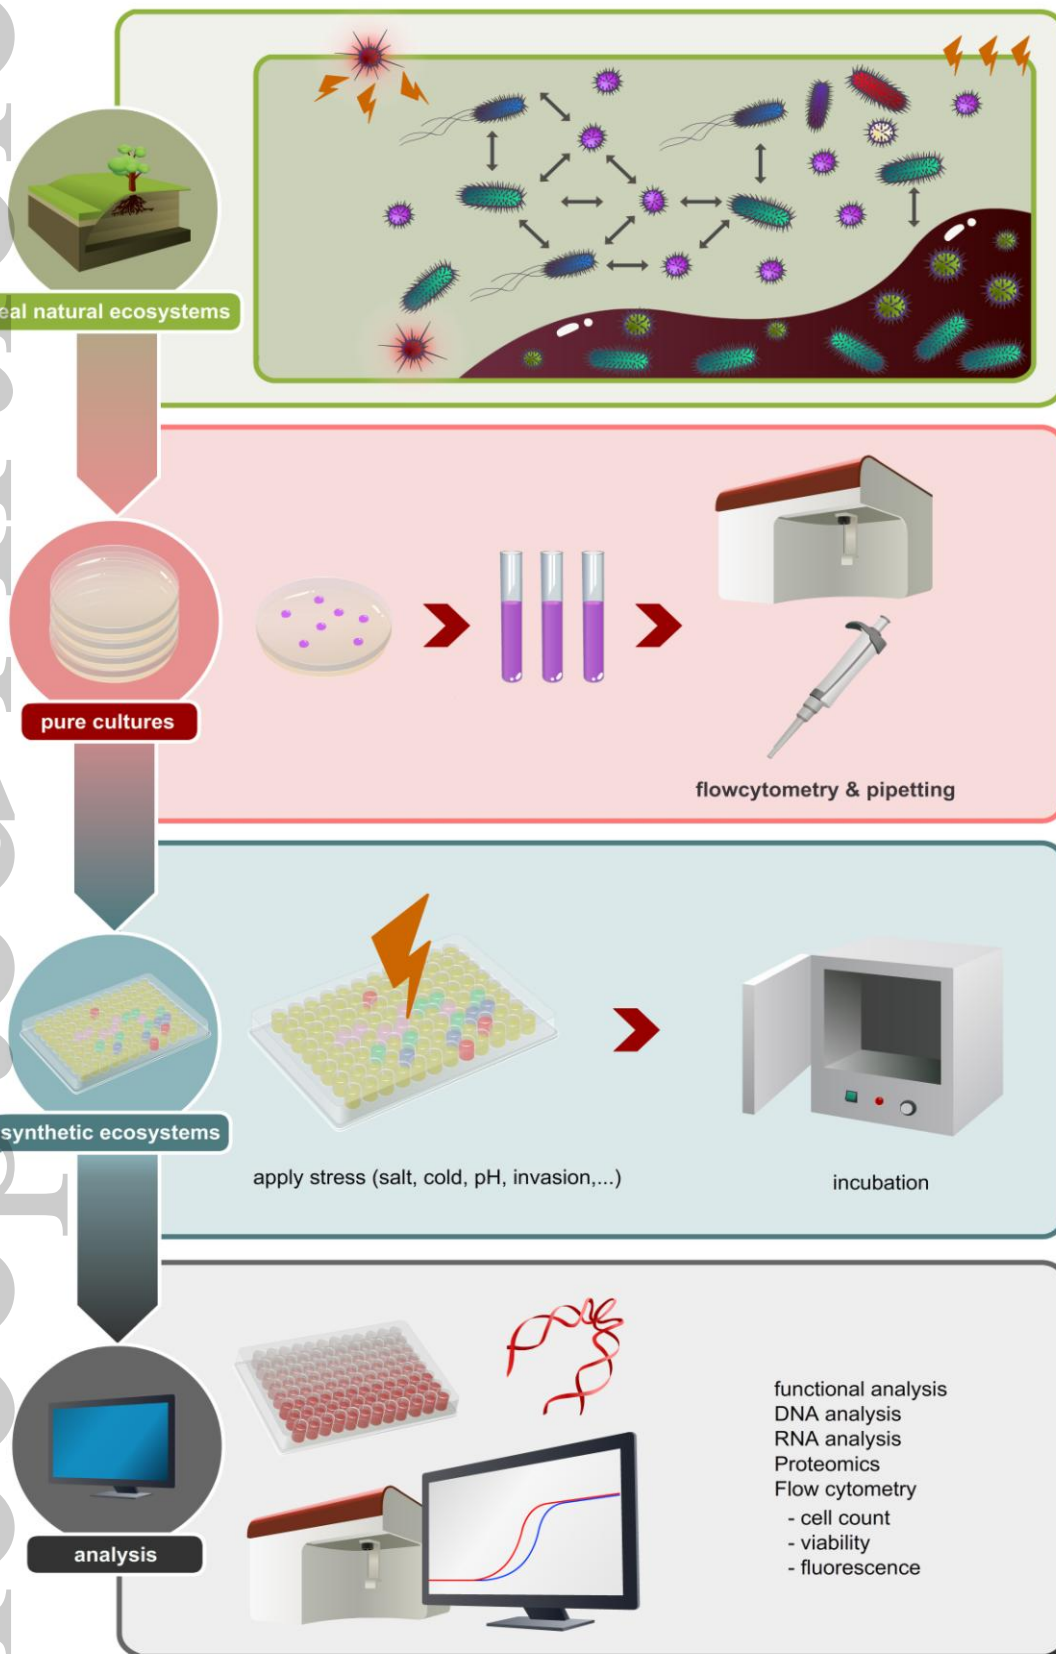 eal natural ecosystems
pure cultures
flowcytometry & pipetting
synthetic ecosystems
apply stress (salt, cold, pH, invasion,...)
incubation
analysis
functional analysis
DNA analysis
RNA analysis
Proteomics
Flow cytometry
- cell count
- viability
- fluorescence